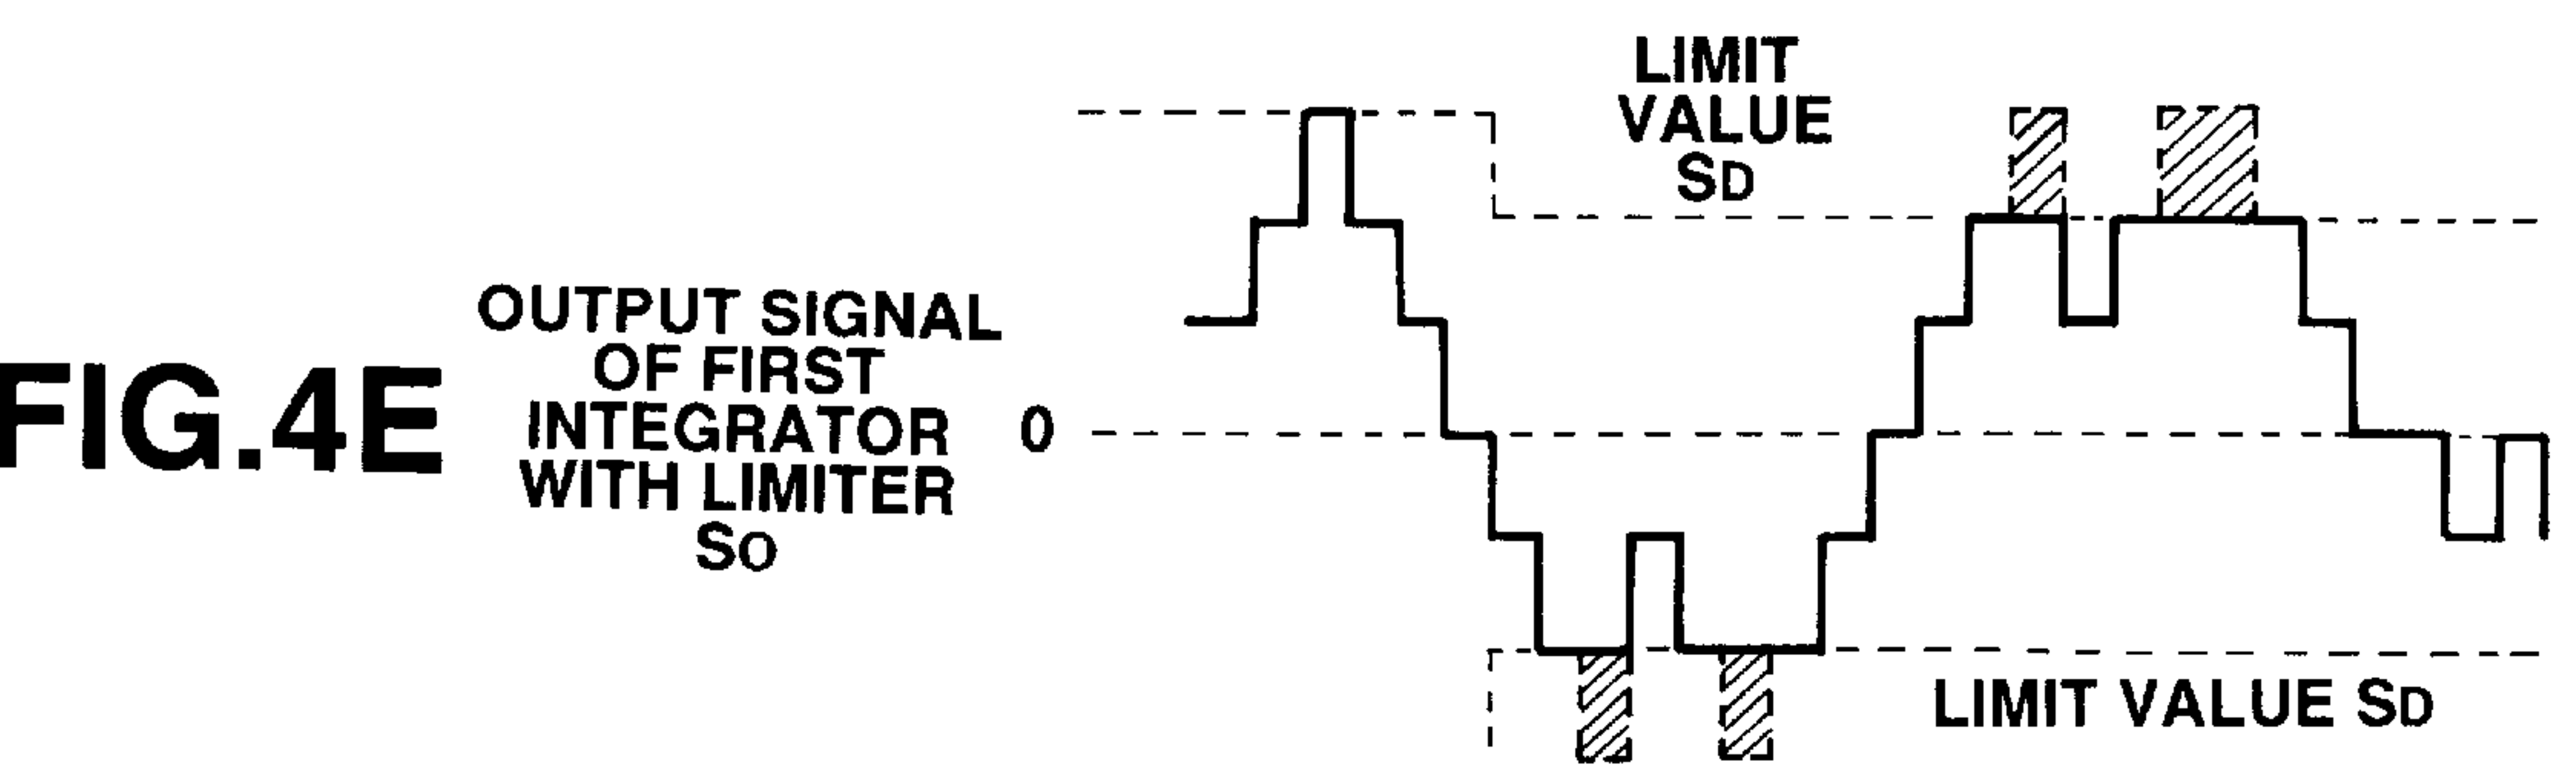 LIMIT
VALUE
SD
FIG.4E
OUTPUT SIGNAL
OF FIRST
INTEGRATOR
WITH LIMITER
SO
0
LIMIT VALUE SD